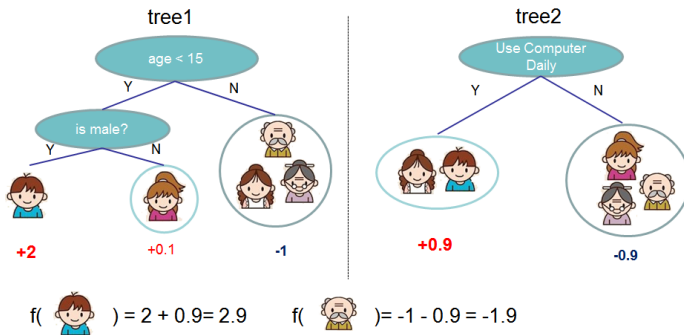 tree1
tree2
age < 15
Use Computer
Daily
Y
N
Y
N
is male?
Y
N
+2
+0.1
-1
+0.9
-0.9
f( ) = 2 + 0.9= 2.9
f( )= -1 - 0.9 = -1.9